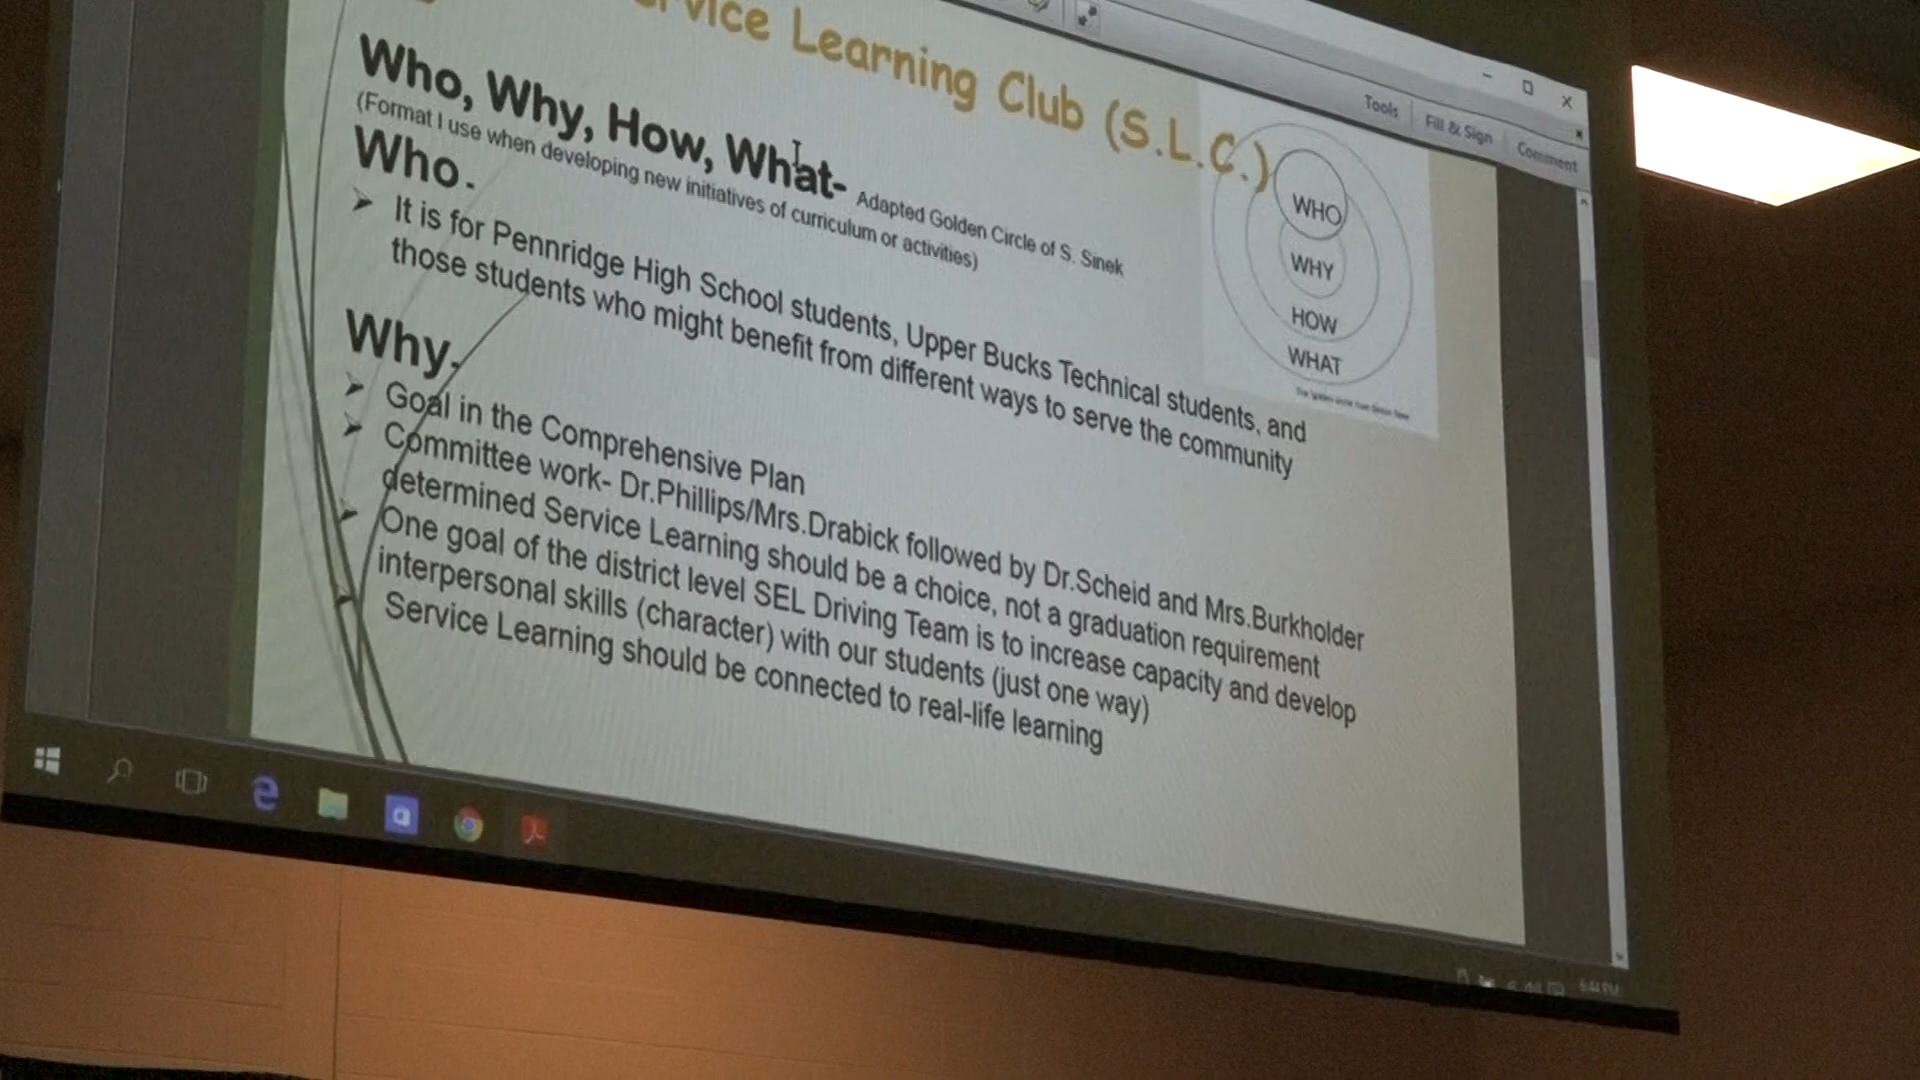 Learning Club (S.L.C.)
Tools Fill & Sign Comment
Who, Why, How, What- Adapted Golden Circle of S. Sinek
(Format I use when developing new initiatives of curriculum or activities)
Who.
➤ It is for Pennridge High School students, Upper Bucks Technical students, and
those students who might benefit from different ways to serve the community
Why.
➤ Goal in the Comprehensive Plan
➤ Committee work- Dr.Phillips/Mrs.Drabick followed by Dr.Scheid and Mrs.Burkholder
determined Service Learning should be a choice, not a graduation requirement
➤ One goal of the district level SEL Driving Team is to increase capacity and develop
interpersonal skills (character) with our students (just one way)
➤ Service Learning should be connected to real-life learning
WHO
WHY
HOW
WHAT
6:44 PM